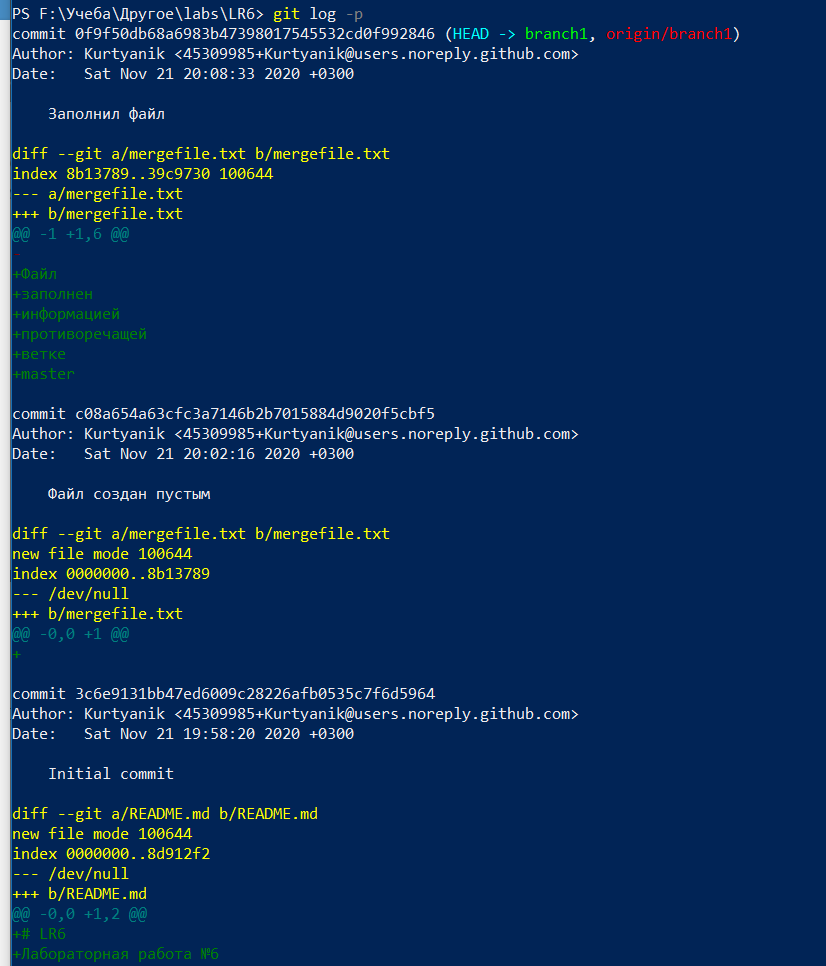 PS F:\Учеба\Другое\labs\LR6> git log -p
commit 0f9f50db68a6983b47398017545532cd0f992846 (HEAD -> branch1, origin/branch1)
Author: Kurtyanik <45309985+Kurtyanik@users.noreply.github.com>
Date:   Sat Nov 21 20:08:33 2020 +0300
    Заполнил файл
diff --git a/mergefile.txt b/mergefile.txt
index 8b13789..39c9730 100644
--- a/mergefile.txt
+++ b/mergefile.txt
@@ -1 +1,6 @@
-
+Файл
+заполнен
+информацией
+противоречащей
+ветке
+master
commit c08a654a63cfc3a7146b2b7015884d9020f5cbf5
Author: Kurtyanik <45309985+Kurtyanik@users.noreply.github.com>
Date:   Sat Nov 21 20:02:16 2020 +0300
    Файл создан пустым
diff --git a/mergefile.txt b/mergefile.txt
new file mode 100644
index 0000000..8b13789
--- /dev/null
+++ b/mergefile.txt
@@ -0,0 +1 @@
+
commit 3c6e9131bb47ed6009c28226afb0535c7f6d5964
Author: Kurtyanik <45309985+Kurtyanik@users.noreply.github.com>
Date:   Sat Nov 21 19:58:20 2020 +0300
    Initial commit
diff --git a/README.md b/README.md
new file mode 100644
index 0000000..8d912f2
--- /dev/null
+++ b/README.md
@@ -0,0 +1,2 @@
+# LR6
+Лабораторная работа №6